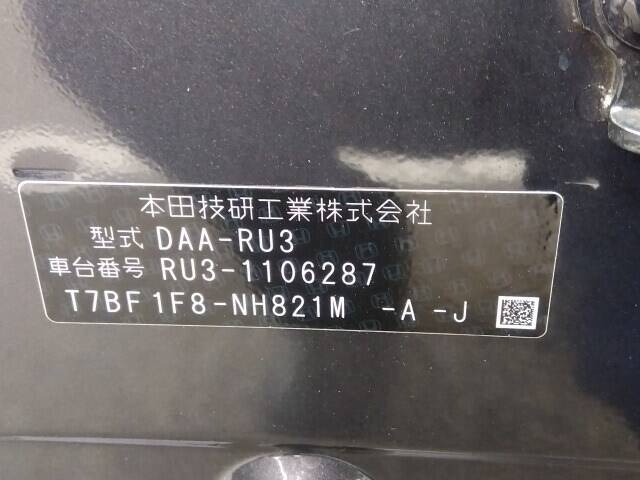 本田技研工業株式会社
型式 DAA-RU3
車台番号 RU3-1106287
T7BF1F8-NH821M -A -J